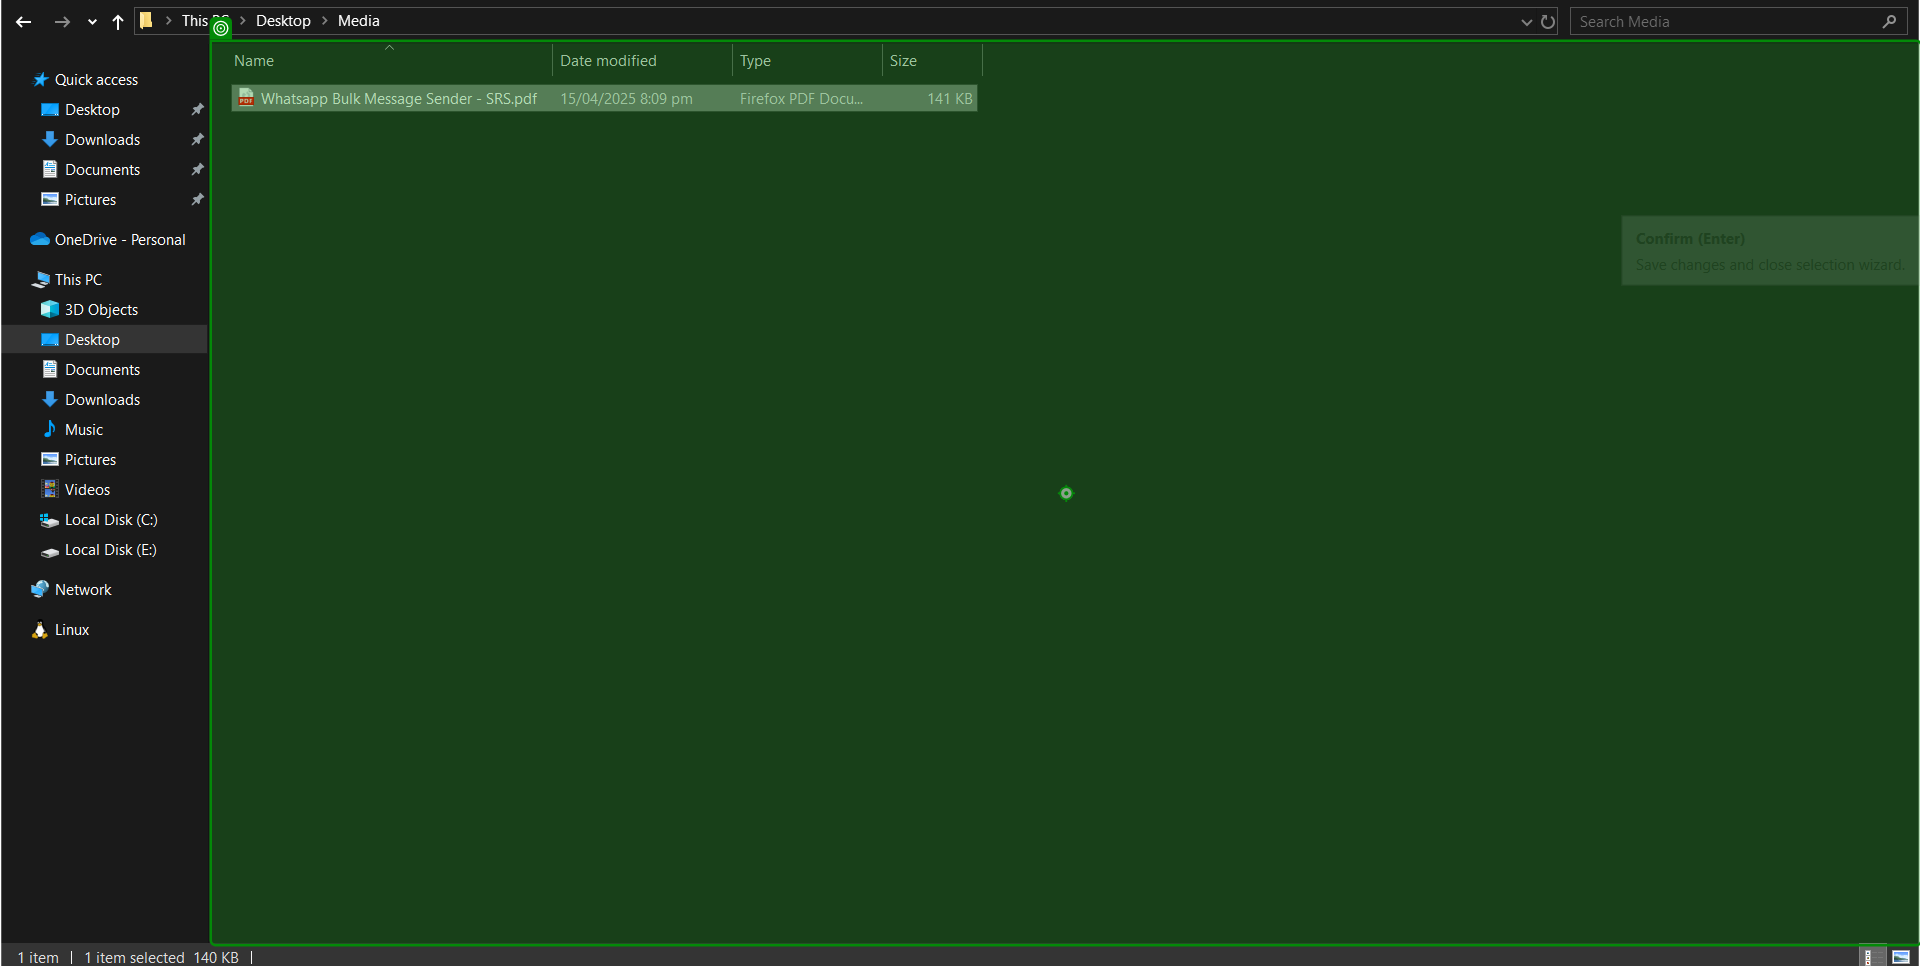 This PC > Desktop > Media
Search Media
Name Date modified Type Size
Whatsapp Bulk Message Sender - SRS.pdf 15/04/2025 8:09 pm Firefox PDF Docu... 141 KB
Quick access
Desktop
Downloads
Documents
Pictures
OneDrive - Personal
This PC
3D Objects
Desktop
Documents
Downloads
Music
Pictures
Videos
Local Disk (C:)
Local Disk (E:)
Network
Linux
Confirm (Enter)
Save changes and close selection wizard.
1 item | 1 item selected 140 KB |